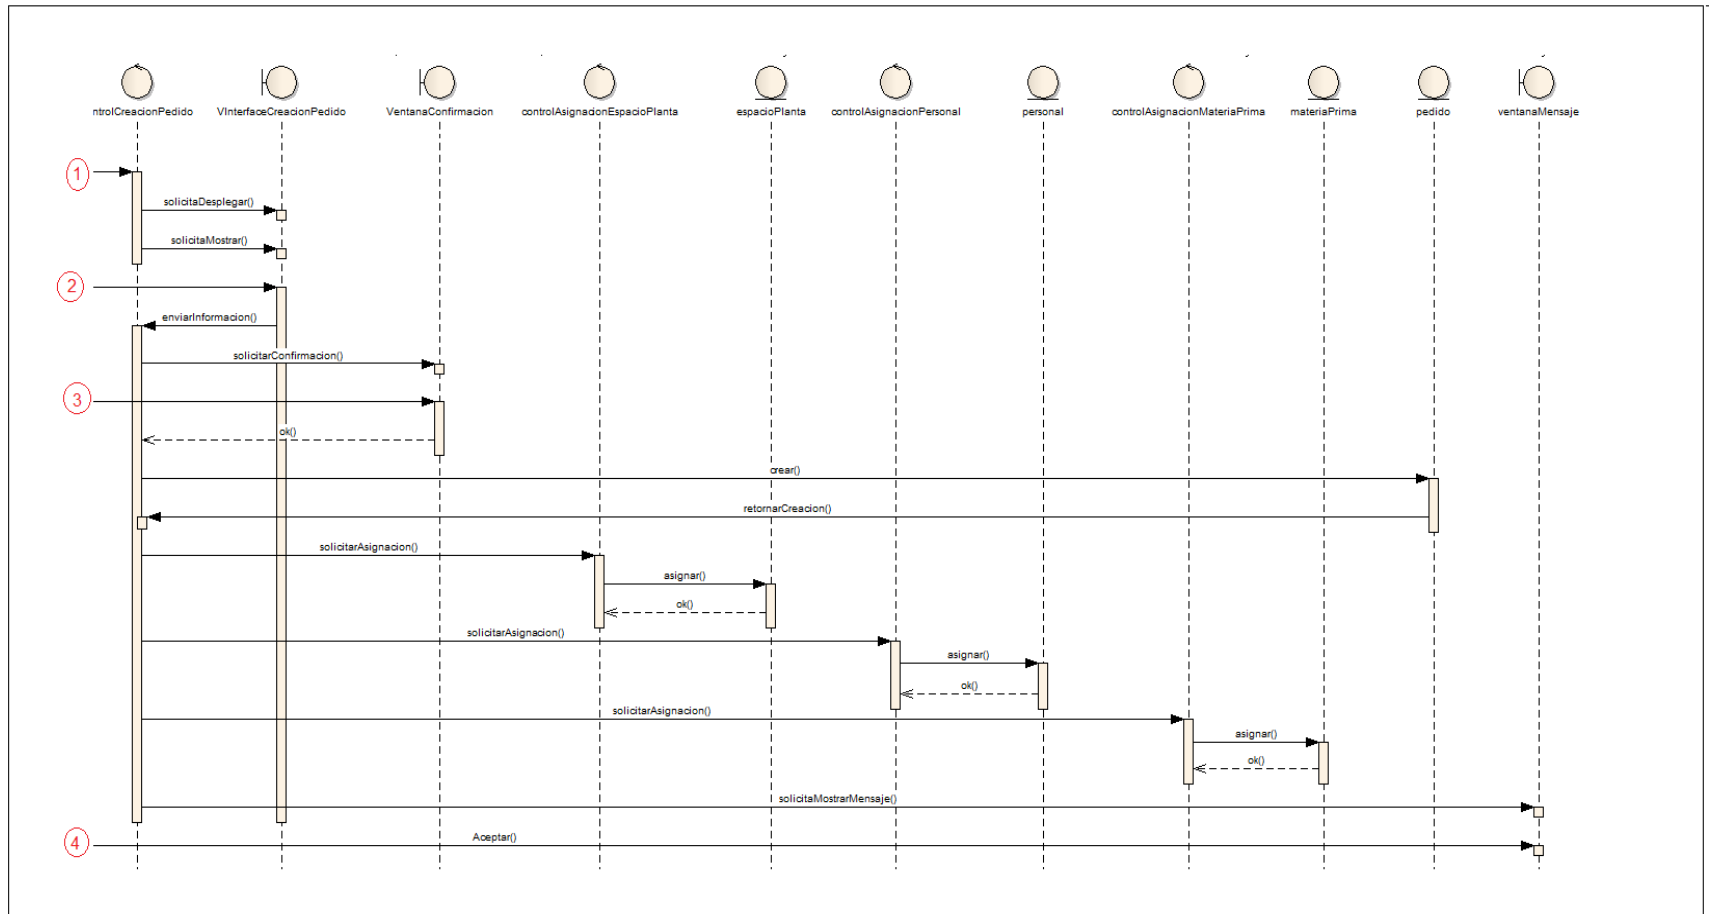 ntrolCreacionPedido VInterfaceCreacionPedido VentanaConfirmacion controlAsignacionEspacioPlanta espacioPlanta controlAsignacionPersonal personal controlAsignacionMateriaPrima materiaPrima pedido ventanaMensaje
1
solicitaDesplegar()
solicitaMostrar()
2
enviarInformacion()
solicitarConfirmacion()
3
ok()
crear()
retornarCreacion()
solicitarAsignacion()
asignar()
ok()
solicitarAsignacion()
asignar()
ok()
solicitarAsignacion()
asignar()
ok()
solicitaMostrarMensaje()
4 Aceptar()